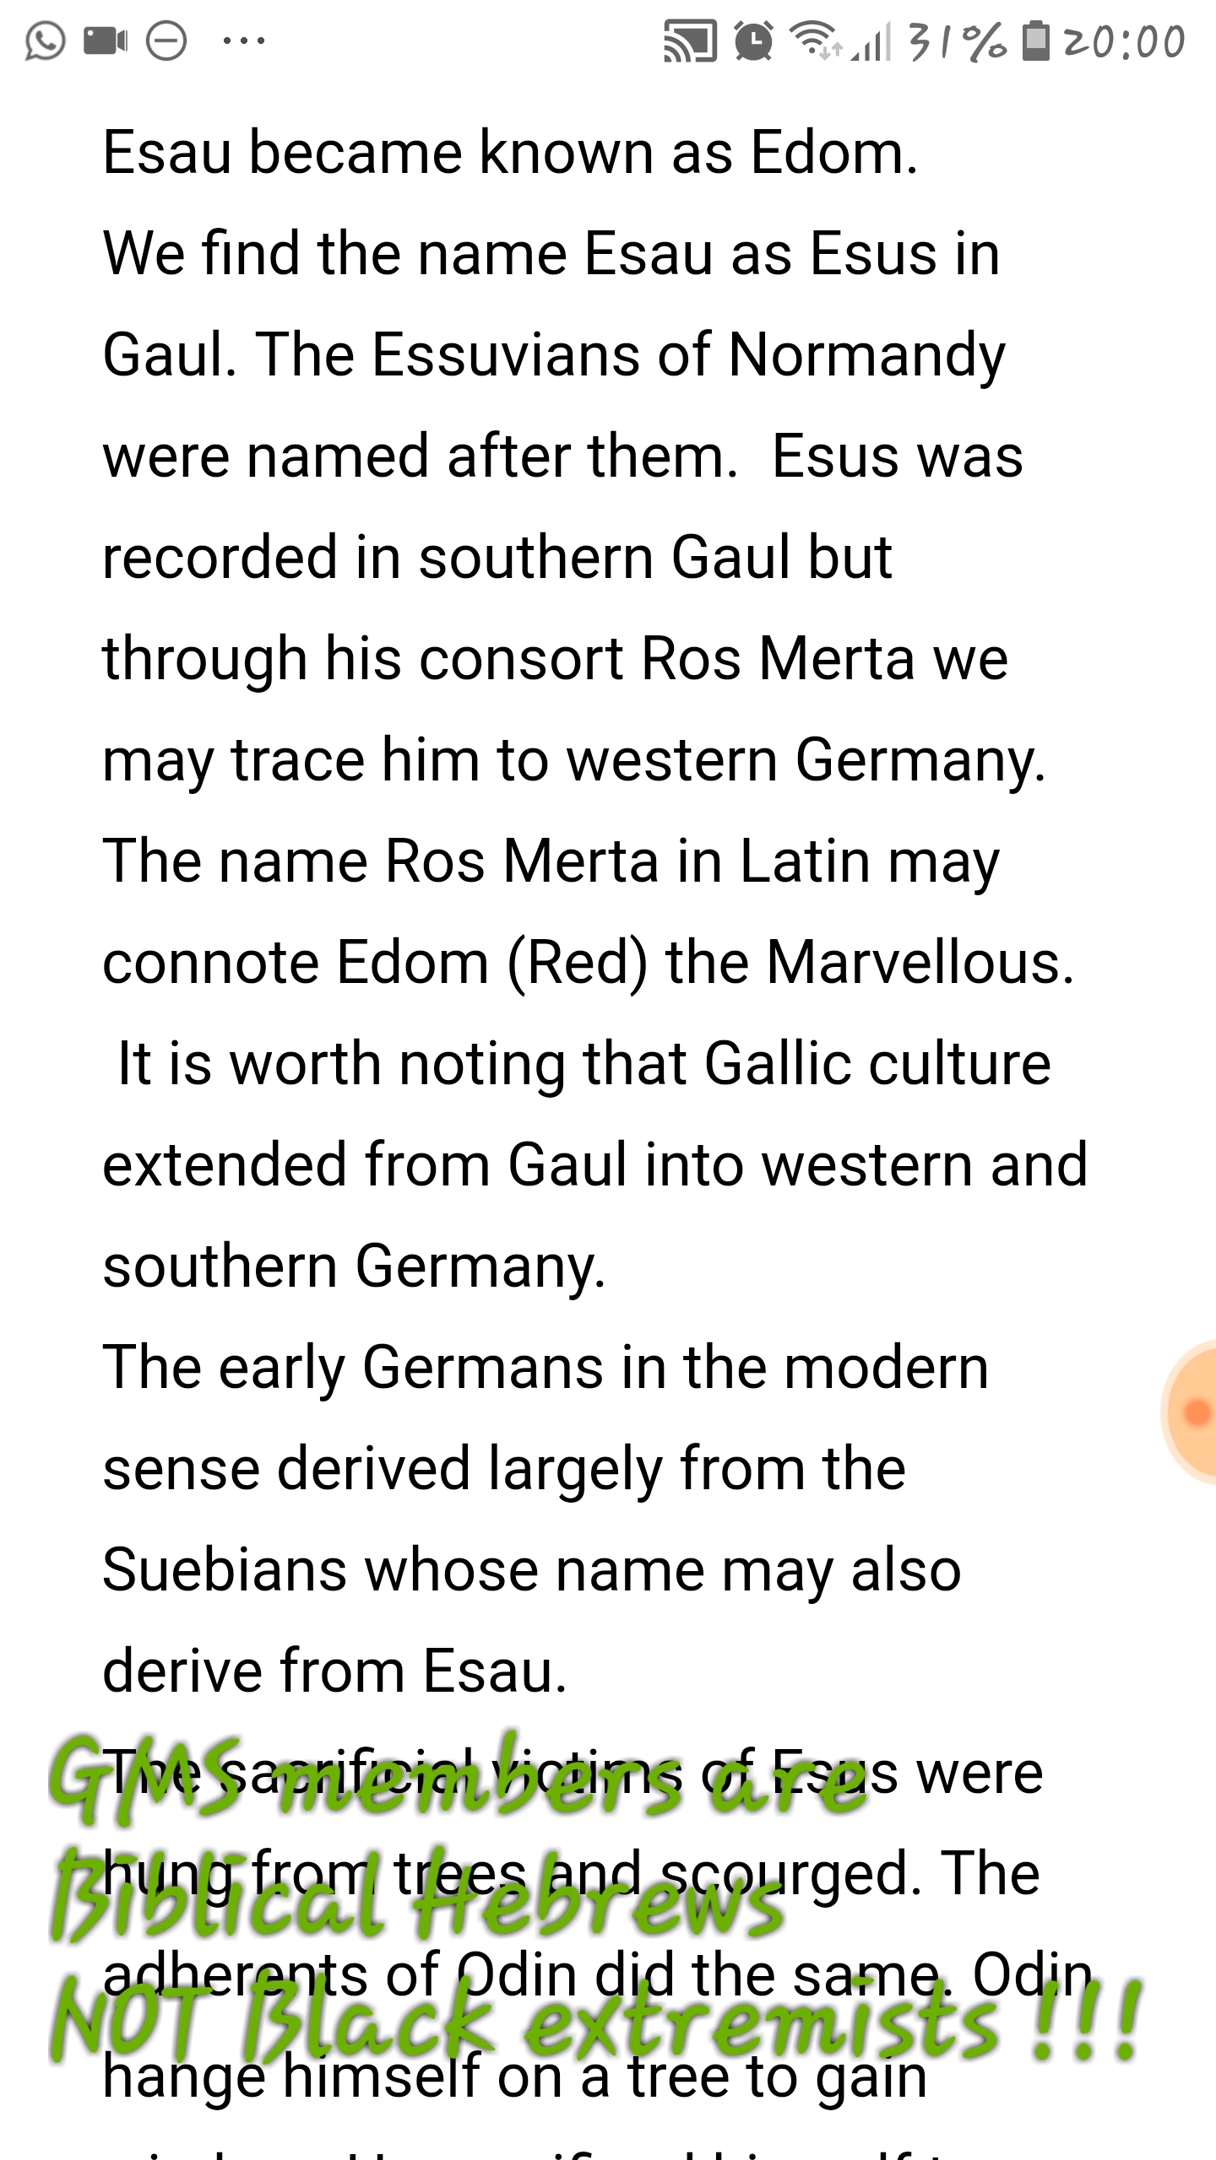 31% 20:00
Esau became known as Edom.
We find the name Esau as Esus in
Gaul. The Essuvians of Normandy
were named after them.  Esus was
recorded in southern Gaul but
through his consort Ros Merta we
may trace him to western Germany.
The name Ros Merta in Latin may
connote Edom (Red) the Marvellous.
It is worth noting that Gallic culture
extended from Gaul into western and
southern Germany.
The early Germans in the modern
sense derived largely from the
Suebians whose name may also
derive from Esau.
The sacrificial victims of Esus were
GMS members are
hung from trees and scourged. The
Biblical Hebrews
adherents of Odin did the same. Odin
NOT Black extremists !!!
hange himself on a tree to gain